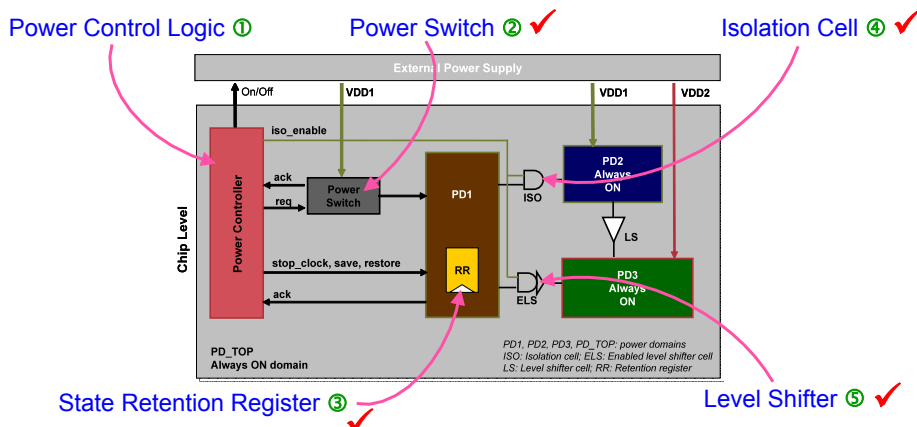 Power Control Logic ①
Power Switch ② ✓
Isolation Cell ④ ✓
External Power Supply
On/Off
VDD1
VDD1
VDD2
iso_enable
ack
req
Power
Switch
PD1
ISO
PD2
Always
ON
LS
Chip Level
Power Controller
stop_clock, save, restore
ack
RR
ELS
PD3
Always
ON
PD_TOP
Always ON domain
PD1, PD2, PD3, PD_TOP: power domains
ISO: Isolation cell; ELS: Enabled level shifter cell
LS: Level shifter cell; RR: Retention register
State Retention Register ③
✓
Level Shifter ⑤ ✓